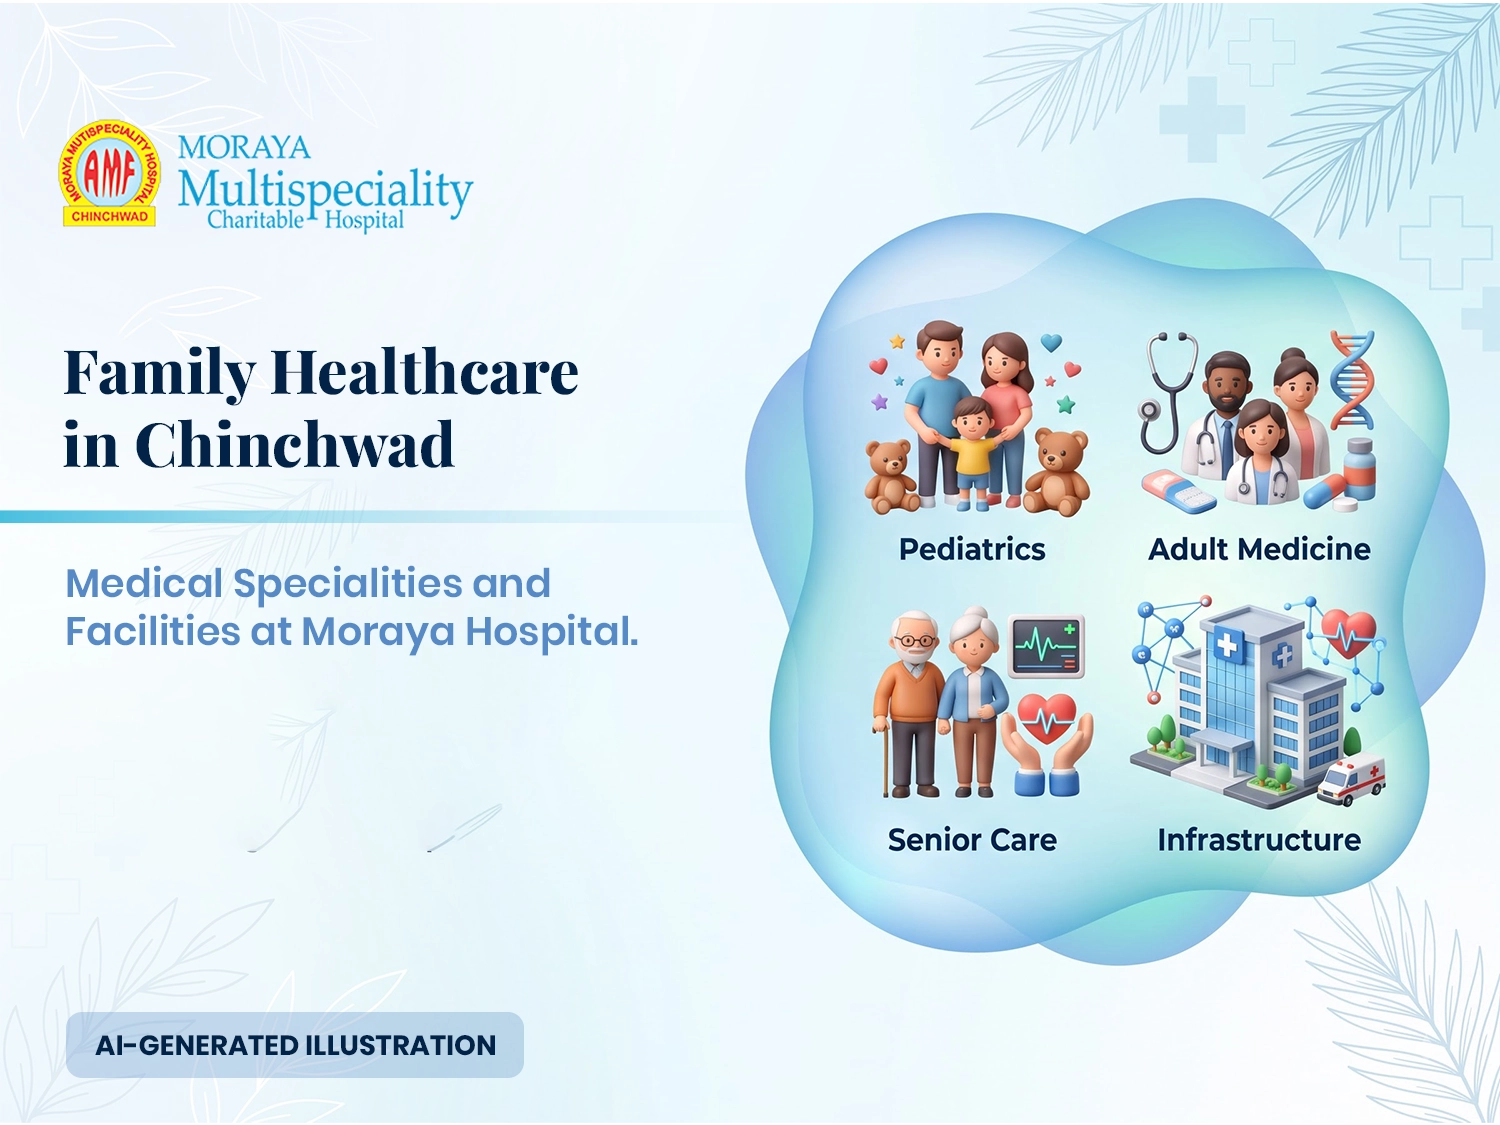 MORAYA MUTISPECIALITY HOSPITAL
AMF
CHINCHWAD
MORAYA
Multispeciality
Charitable Hospital
Family Healthcare
in Chinchwad
Medical Specialities and
Facilities at Moraya Hospital.
Pediatrics
Adult Medicine
Senior Care
Infrastructure
AI-GENERATED ILLUSTRATION